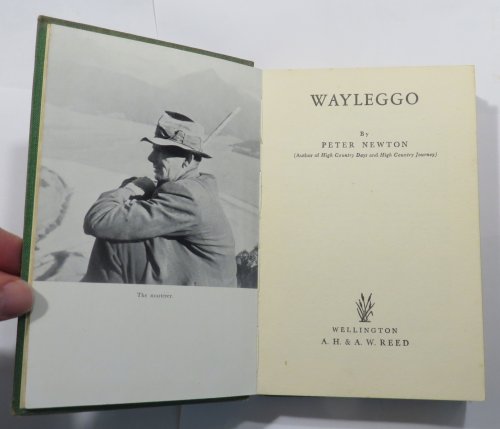 The musterer.
WAYLEGGO
By
PETER NEWTON
(Author of High Country Days and High Country Journey)
WELLINGTON
A. H. & A. W. REED